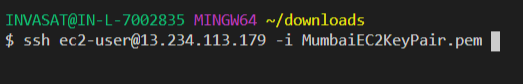 INVASAT@IN-L-7002835 MINGW64 ~/downloads
$ ssh ec2-user@13.234.113.179 -i MumbaiEC2KeyPair.pem